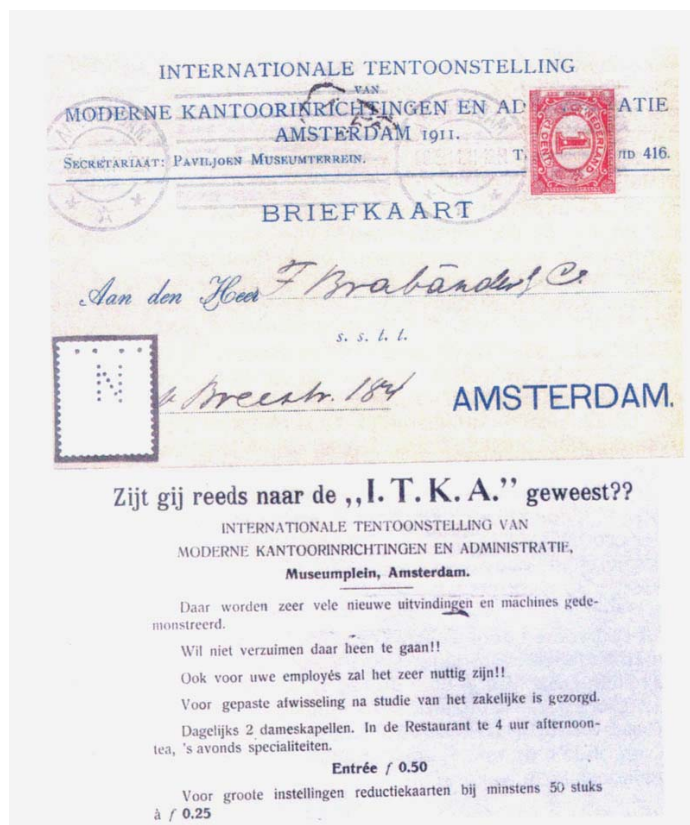 INTERNATIONALE TENTOONSTELLING
VAN
MODERNE KANTOORINRICHTINGEN EN AD ATIE
AMSTERDAM 1911.
SECRETARIAAT: PAVILJOEN MUSEUMTERREIN. T ID 416.
NEDERLAND
1
CENT
BRIEFKAART
Aan den Heer F Brabänder & Co.
s. s. t. t.
N
Breestr. 184 AMSTERDAM.
Zijt gij reeds naar de „I. T. K. A.” geweest??
INTERNATIONALE TENTOONSTELLING VAN
MODERNE KANTOORINRICHTINGEN EN ADMINISTRATIE,
Museumplein, Amsterdam.
Daar worden zeer vele nieuwe uitvindingen en machines gede-
monstreerd.
Wil niet verzuimen daar heen te gaan!!
Ook voor uwe employés zal het zeer nuttig zijn!!
Voor gepaste afwisseling na studie van het zakelijke is gezorgd.
Dagelijks 2 dameskapellen. In de Restaurant te 4 uur afternoon-
tea, 's avonds specialiteiten.
Entrée ƒ 0.50
Voor groote instellingen reductiekaarten bij minstens 50 stuks
à ƒ 0.25